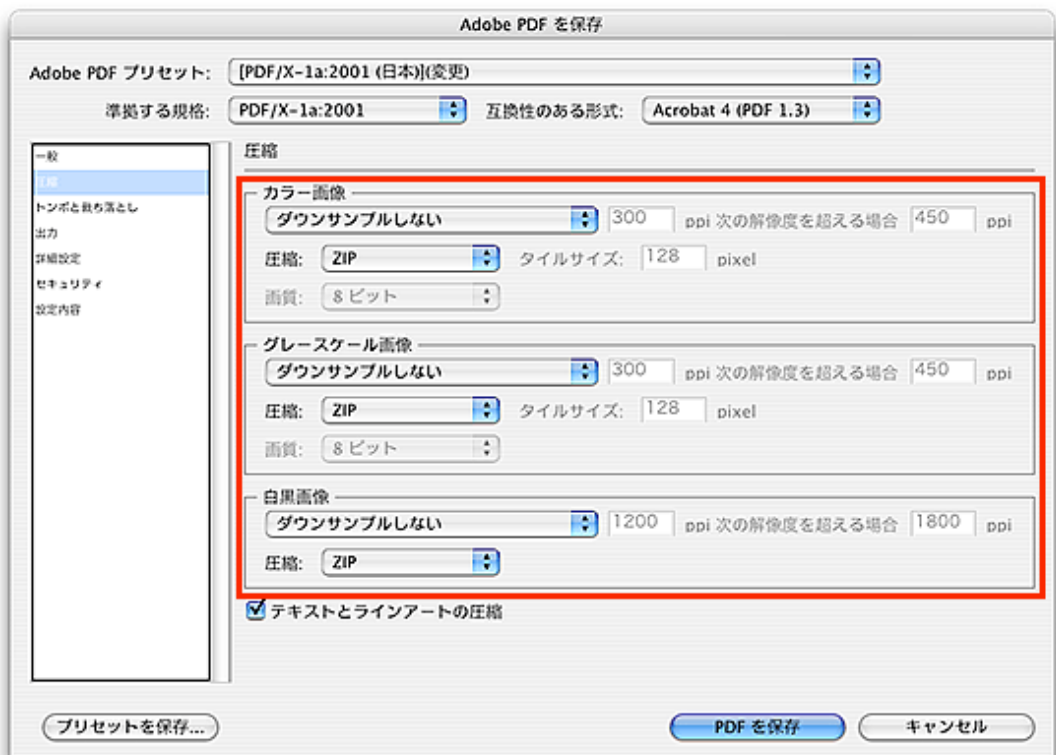 Adobe PDF を保存
Adobe PDF プリセット: [PDF/X-1a:2001 (日本)](変更)
準拠する規格: PDF/X-1a:2001 互換性のある形式: Acrobat 4 (PDF 1.3)
一般
圧縮
トンボと裁ち落とし
出力
詳細設定
セキュリティ
設定内容
圧縮
カラー画像
ダウンサンプルしない 300 ppi 次の解像度を超える場合 450 ppi
圧縮: ZIP タイルサイズ: 128 pixel
画質: 8 ビット
グレースケール画像
ダウンサンプルしない 300 ppi 次の解像度を超える場合 450 ppi
圧縮: ZIP タイルサイズ: 128 pixel
画質: 8 ビット
白黒画像
ダウンサンプルしない 1200 ppi 次の解像度を超える場合 1800 ppi
圧縮: ZIP
テキストとラインアートの圧縮
プリセットを保存... PDF を保存 キャンセル